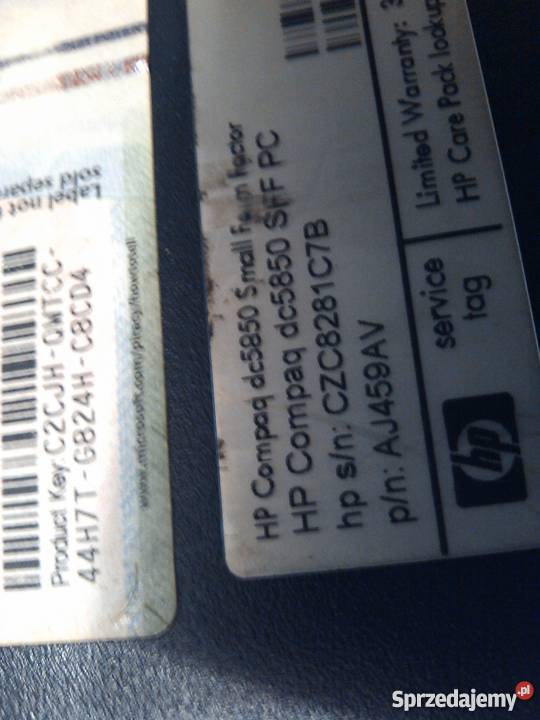 Label not
sold separa
Product Key: C2CJH-QWTCC-
44H7T-G824H-C8CD4
www.microsoft.com/piracy/howtotell
HP Compaq dc5850 Small Form Factor
HP Compaq dc5850 SFF PC
hp s/n: CZC8281C7B
p/n: AJ459AV
hp
service
tag
Limited Warranty: 3
HP Care Pack lookup
Sprzedajemy.pl